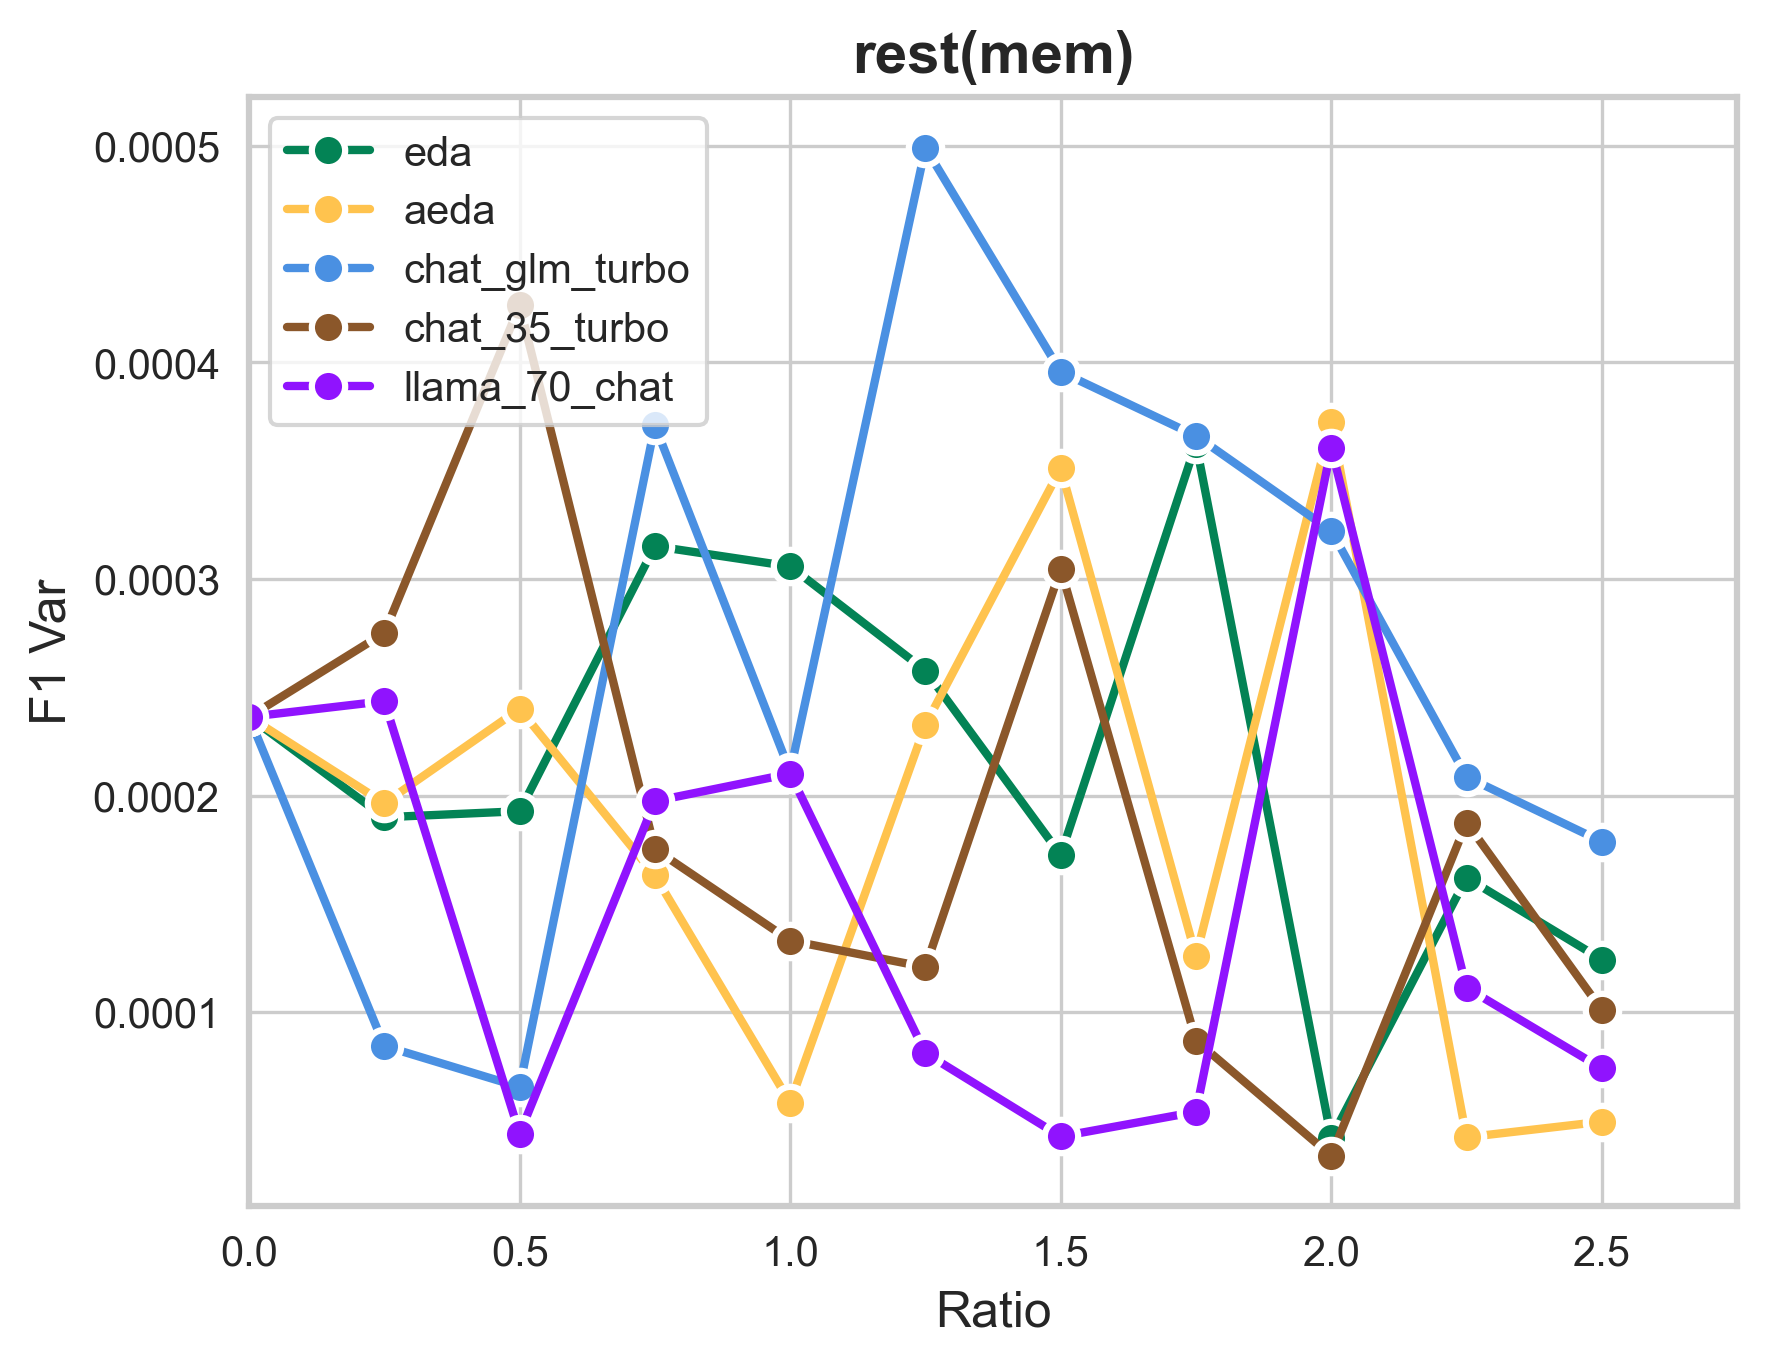 rest(mem)
0.0005
0.0004
0.0003
0.0002
0.0001
F1 Var
eda
aeda
chat_glm_turbo
chat_35_turbo
llama_70_chat
0.0 0.5 1.0 1.5 2.0 2.5
Ratio